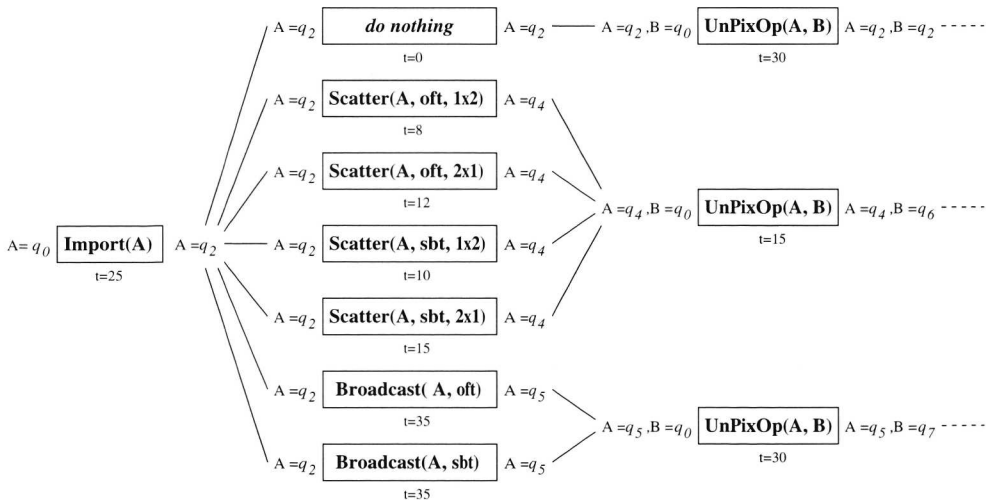 A =q2 do nothing A =q2 A =q2 ,B =q0 UnPixOp(A, B) A =q2 , B =q2
t=0 t=30
A =q2 Scatter(A, oft, 1x2) A =q4
t=8
A =q2 Scatter(A, oft, 2x1) A =q4
t=12
A =q4 ,B =q0 UnPixOp(A, B) A =q4 , B =q6
t=15
A= q0 Import(A) A =q2 A =q2 Scatter(A, sbt, 1x2) A =q4
t=25 t=10
A =q2 Scatter(A, sbt, 2x1) A =q4
t=15
A =q2 Broadcast( A, oft) A =q5
t=35
A =q5 ,B =q0 UnPixOp(A, B) A =q5 , B =q7
t=30
A =q2 Broadcast(A, sbt) A =q5
t=35